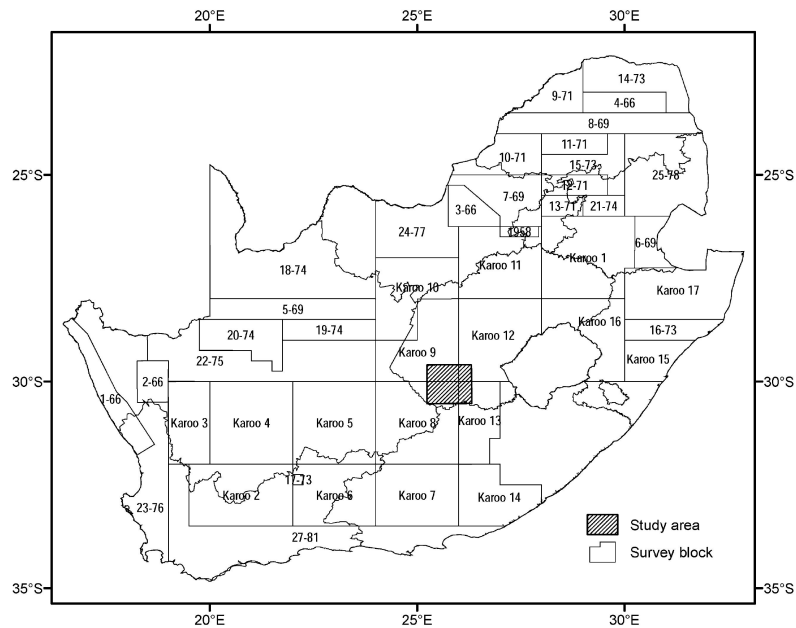 20°E 25°E 30°E
14-73
9-71
4-66
8-69
11-71
10-71
15-73
25°S 25°S
25-78
12-71
7-69
3-66
13-71 21-74
24-77
1958
6-69
Karoo 1
Karoo 11
18-74
Karoo 10
Karoo 17
5-69
Karoo 16
20-74 19-74
Karoo 12
16-73
Karoo 9
22-75
Karoo 15
30°S 30°S
2-66
1-66
Karoo 3 Karoo 4 Karoo 5 Karoo 8 Karoo 13
17-73
Karoo 2 Karoo 6 Karoo 7 Karoo 14
23-76
Study area
27-81
Survey block
35°S 35°S
20°E 25°E 30°E